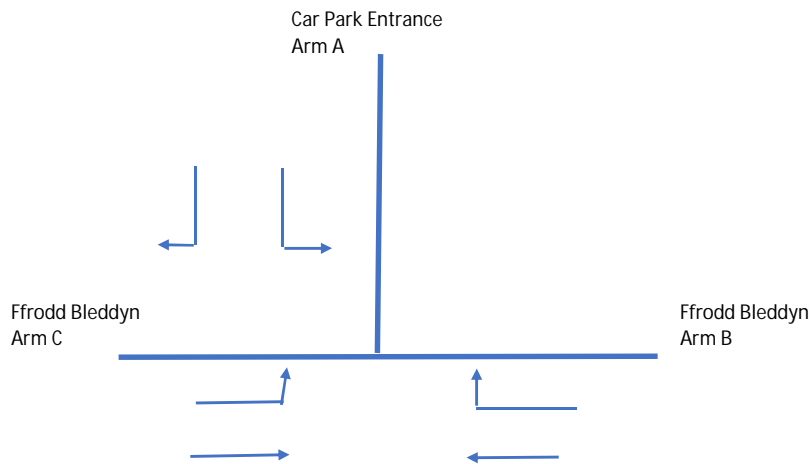 Car Park Entrance
Arm A
Ffrodd Bleddyn
Arm C
Ffrodd Bleddyn
Arm B